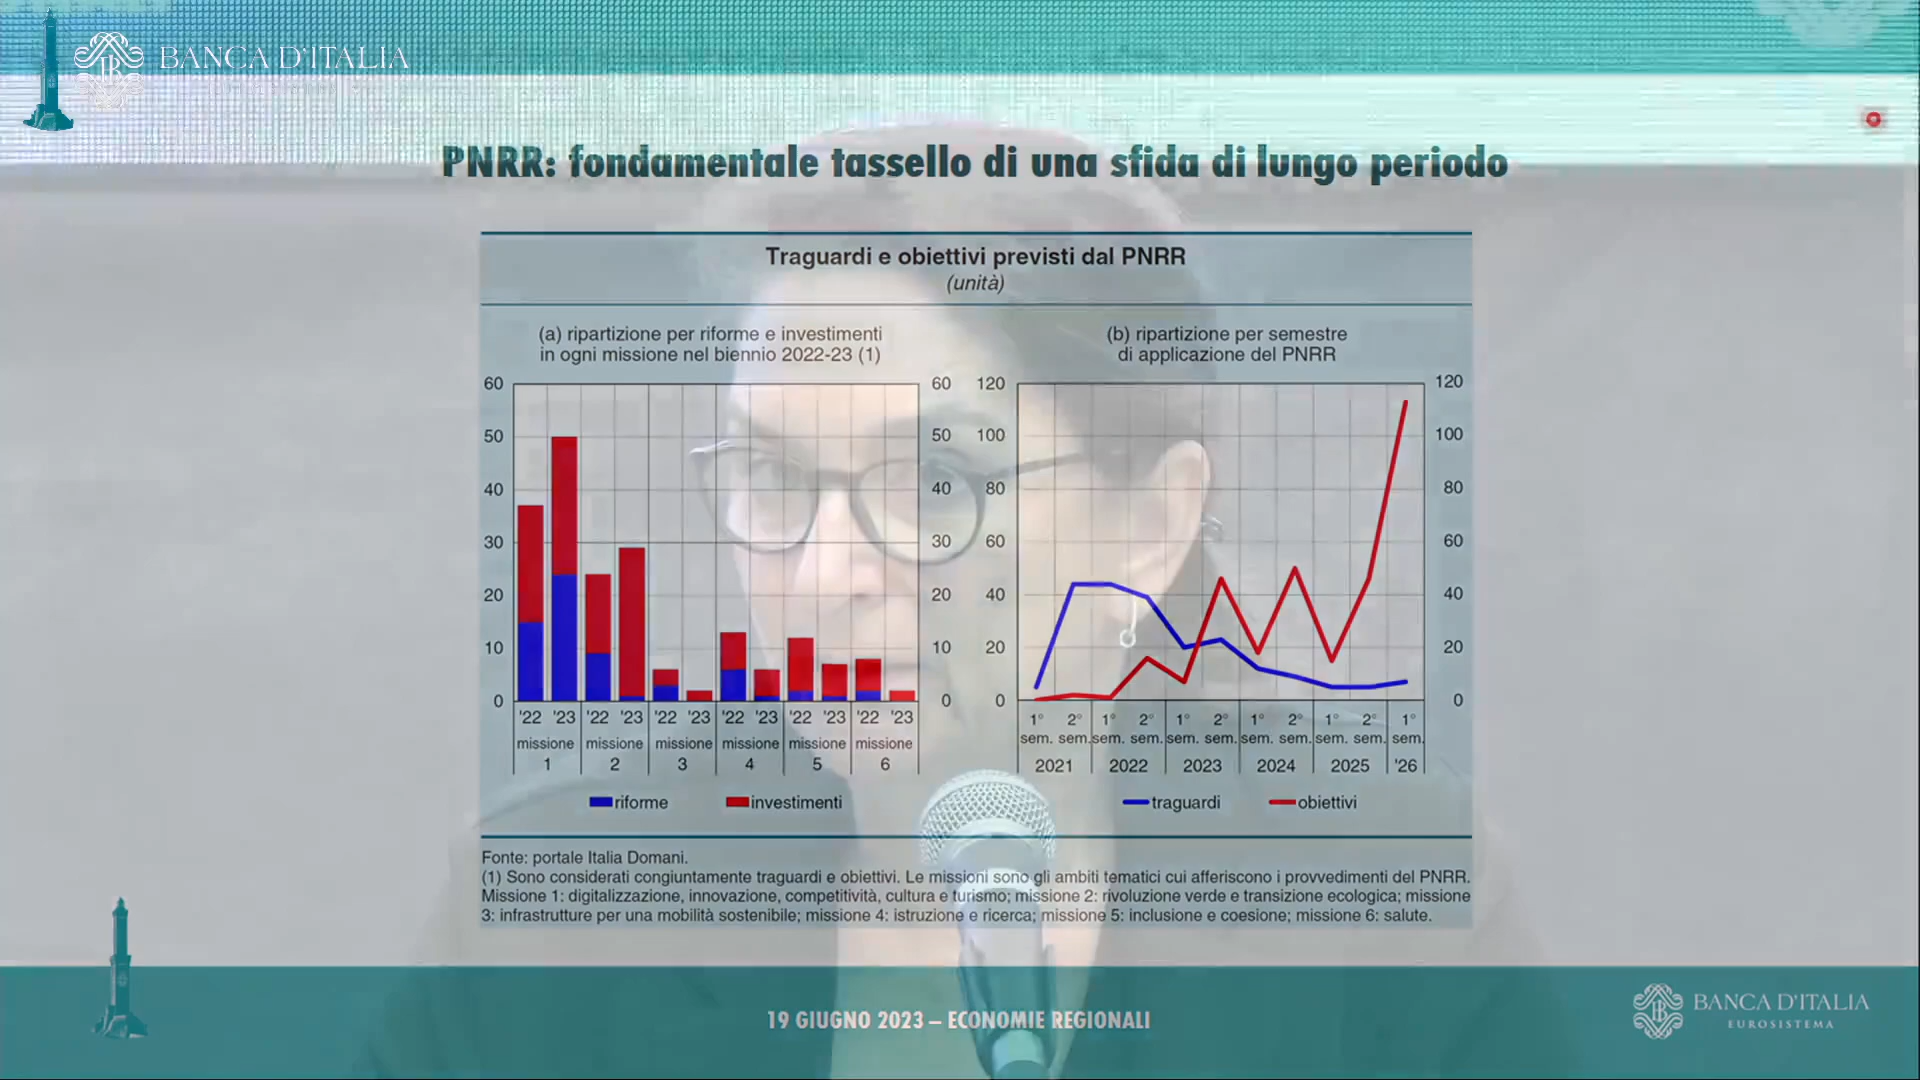 BANCA D'ITALIA
PNRR: fondamentale tassello di una sfida di lungo periodo
Traguardi e obiettivi previsti dal PNRR
(unità)
(a) ripartizione per riforme e investimenti
in ogni missione nel biennio 2022-23 (1)
60 60
50 50
40 40
30 30
20 20
10 10
0 0
'22 '23 '22 '23 '22 '23 '22 '23 '22 '23 '22 '23
missione missione missione missione missione missione
1 2 3 4 5 6
riforme investimenti
(b) ripartizione per semestre
di applicazione del PNRR
120 120
100 100
80 80
60 60
40 40
20 20
0 0
1° 2° 1° 2° 1° 2° 1° 2° 1° 2° 1°
sem. sem. sem. sem. sem. sem. sem. sem. sem. sem. sem.
2021 2022 2023 2024 2025 '26
traguardi obiettivi
Fonte: portale Italia Domani.
(1) Sono considerati congiuntamente traguardi e obiettivi. Le missioni sono gli ambiti tematici cui afferiscono i provvedimenti del PNRR.
Missione 1: digitalizzazione, innovazione, competitività, cultura e turismo; missione 2: rivoluzione verde e transizione ecologica; missione
3: infrastrutture per una mobilità sostenibile; missione 4: istruzione e ricerca; missione 5: inclusione e coesione; missione 6: salute.
19 GIUGNO 2023 – ECONOMIE REGIONALI
BANCA D'ITALIA
EUROSISTEMA